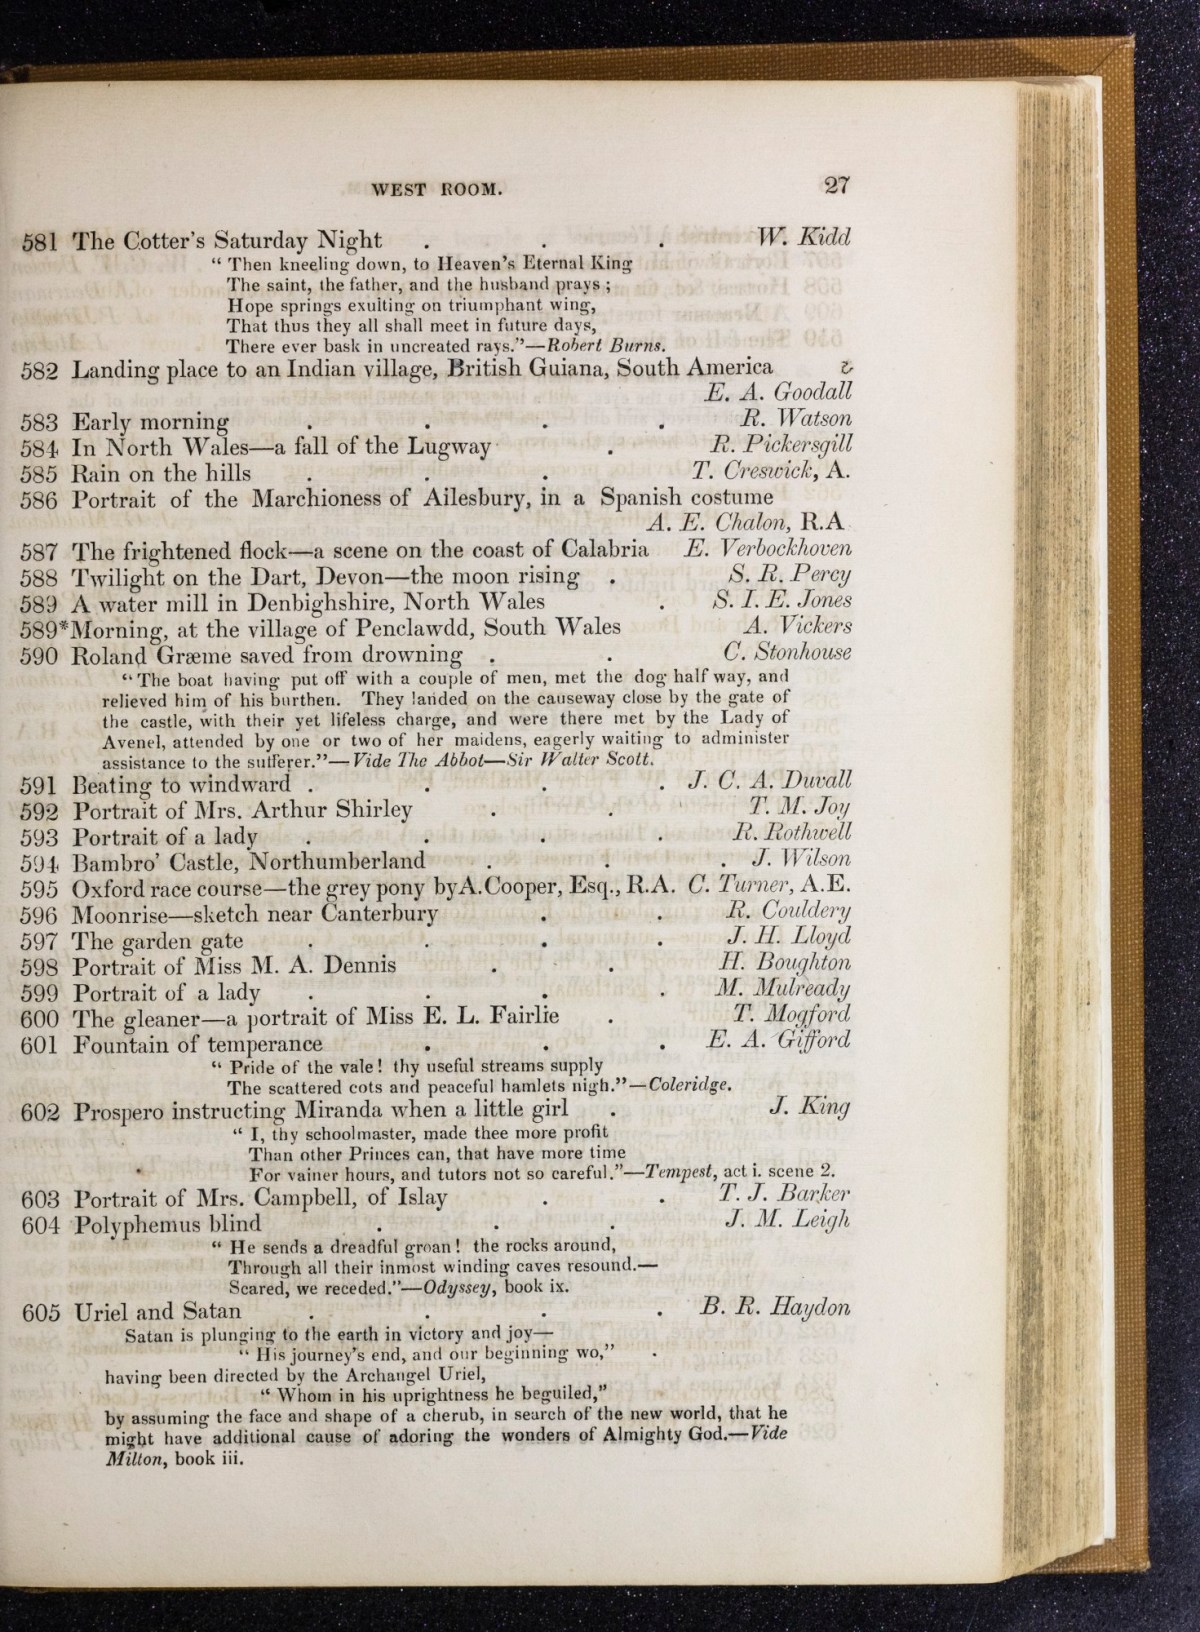 WEST ROOM. 27
581 The Cotter's Saturday Night . . . W. Kidd
“ Then kneeling down, to Heaven's Eternal King
The saint, the father, and the husband prays ;
Hope springs exulting on triumphant wing,
That thus they all shall meet in future days,
There ever bask in uncreated rays.”—Robert Burns.
582 Landing place to an Indian village, British Guiana, South America
E. A. Goodall
583 Early morning . . . . R. Watson
584 In North Wales—a fall of the Lugway . R. Pickersgill
585 Rain on the hills . . . T. Creswick, A.
586 Portrait of the Marchioness of Ailesbury, in a Spanish costume
A. E. Chalon, R.A
587 The frightened flock—a scene on the coast of Calabria E. Verbockhoven
588 Twilight on the Dart, Devon—the moon rising . S. R. Percy
589 A water mill in Denbighshire, North Wales . S. I. E. Jones
589*Morning, at the village of Penclawdd, South Wales A. Vickers
590 Roland Græme saved from drowning . . C. Stonhouse
“ The boat having put off with a couple of men, met the dog half way, and
relieved him of his burthen. They landed on the causeway close by the gate of
the castle, with their yet lifeless charge, and were there met by the Lady of
Avenel, attended by one or two of her maidens, eagerly waiting to administer
assistance to the sufferer.”—Vide The Abbot—Sir Walter Scott.
591 Beating to windward . . . . J. C. A. Duvall
592 Portrait of Mrs. Arthur Shirley . . T. M. Joy
593 Portrait of a lady . . . . R. Rothwell
594 Bambro' Castle, Northumberland . . . J. Wilson
595 Oxford race course—the grey pony by A. Cooper, Esq., R.A. C. Turner, A.E.
596 Moonrise—sketch near Canterbury . . R. Couldery
597 The garden gate . . . . J. H. Lloyd
598 Portrait of Miss M. A. Dennis . . H. Boughton
599 Portrait of a lady . . . . M. Mulready
600 The gleaner—a portrait of Miss E. L. Fairlie . T. Mogford
601 Fountain of temperance . . . E. A. Gifford
“ Pride of the vale ! thy useful streams supply
The scattered cots and peaceful hamlets nigh.”—Coleridge.
602 Prospero instructing Miranda when a little girl . J. King
“ I, thy schoolmaster, made thee more profit
Than other Princes can, that have more time
For vainer hours, and tutors not so careful.”—Tempest, act i. scene 2.
603 Portrait of Mrs. Campbell, of Islay . . T. J. Barker
604 Polyphemus blind . . . J. M. Leigh
“ He sends a dreadful groan ! the rocks around,
Through all their inmost winding caves resound.—
Scared, we receded.”—Odyssey, book ix.
605 Uriel and Satan . . . . B. R. Haydon
Satan is plunging to the earth in victory and joy—
“ His journey's end, and our beginning wo,”
having been directed by the Archangel Uriel,
“ Whom in his uprightness he beguiled,”
by assuming the face and shape of a cherub, in search of the new world, that he
might have additional cause of adoring the wonders of Almighty God.—Vide
Milton, book iii.